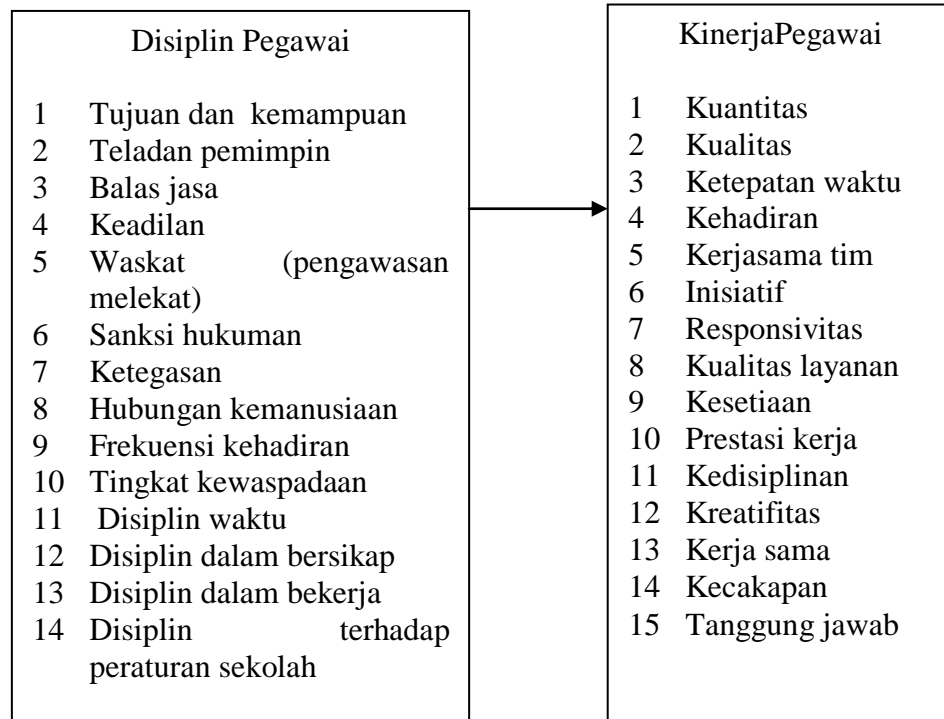 Disiplin Pegawai
1 Tujuan dan kemampuan
2 Teladan pemimpin
3 Balas jasa
4 Keadilan
5 Waskat (pengawasan
melekat)
6 Sanksi hukuman
7 Ketegasan
8 Hubungan kemanusiaan
9 Frekuensi kehadiran
10 Tingkat kewaspadaan
11 Disiplin waktu
12 Disiplin dalam bersikap
13 Disiplin dalam bekerja
14 Disiplin terhadap
peraturan sekolah
KinerjaPegawai
1 Kuantitas
2 Kualitas
3 Ketepatan waktu
4 Kehadiran
5 Kerjasama tim
6 Inisiatif
7 Responsivitas
8 Kualitas layanan
9 Kesetiaan
10 Prestasi kerja
11 Kedisiplinan
12 Kreatifitas
13 Kerja sama
14 Kecakapan
15 Tanggung jawab